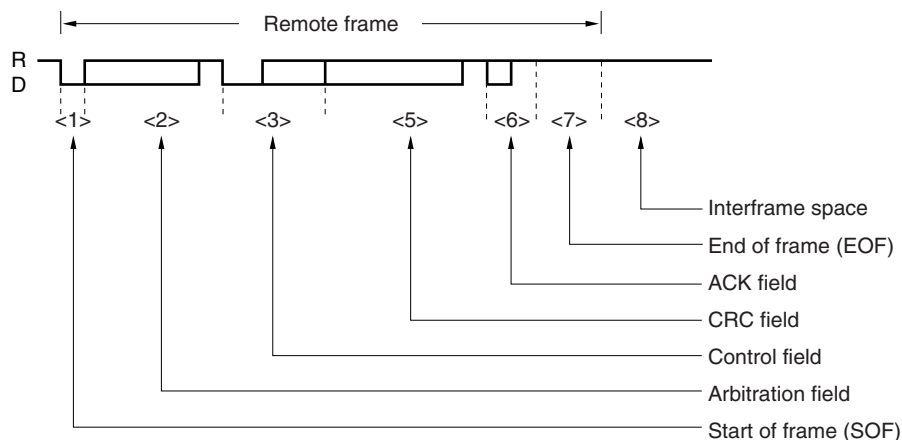 Remote frame
R
D
<1> <2> <3> <5> <6> <7> <8>
Interframe space
End of frame (EOF)
ACK field
CRC field
Control field
Arbitration field
Start of frame (SOF)